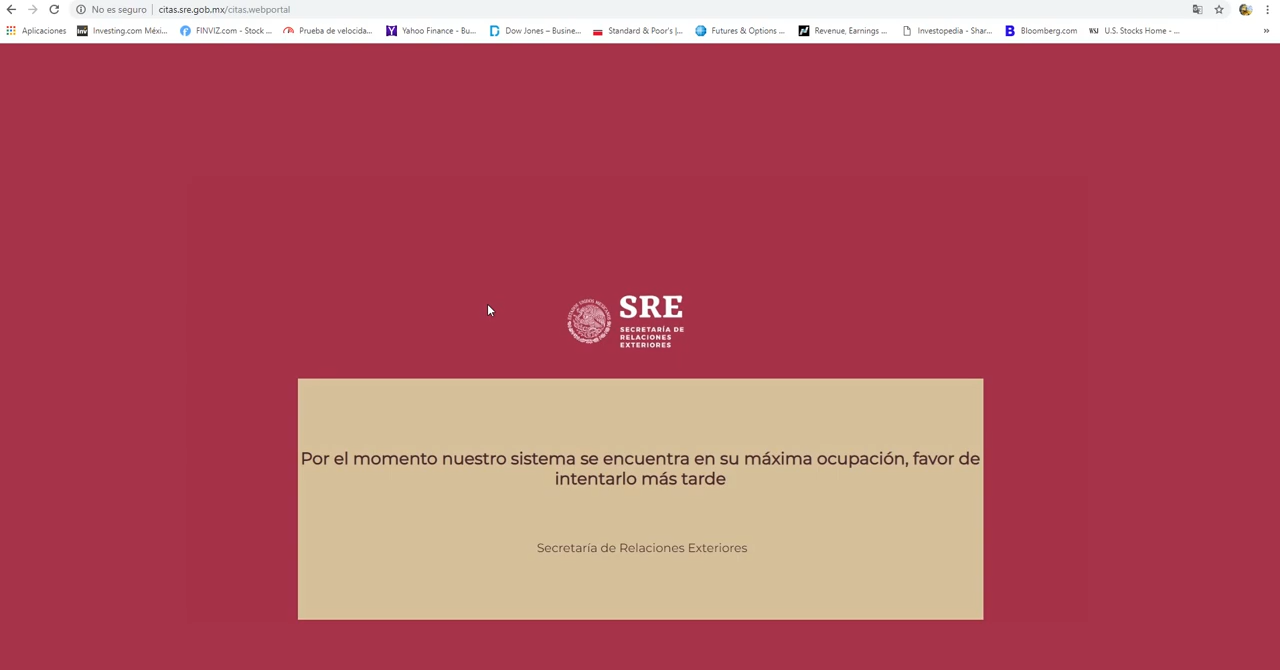 No es seguro citas.sre.gob.mx/citas.webportal
Aplicaciones Investing.com Méxi... FINVIZ.com - Stock ... Prueba de velocida... Yahoo Finance - Bu... Dow Jones – Busine... Standard & Poor's |... Futures & Options ... Revenue, Earnings ... Investopedia - Shar... Bloomberg.com WSJ U.S. Stocks Home - ... »
SRE
SECRETARÍA DE
RELACIONES
EXTERIORES
Por el momento nuestro sistema se encuentra en su máxima ocupación, favor de
intentarlo más tarde
Secretaría de Relaciones Exteriores